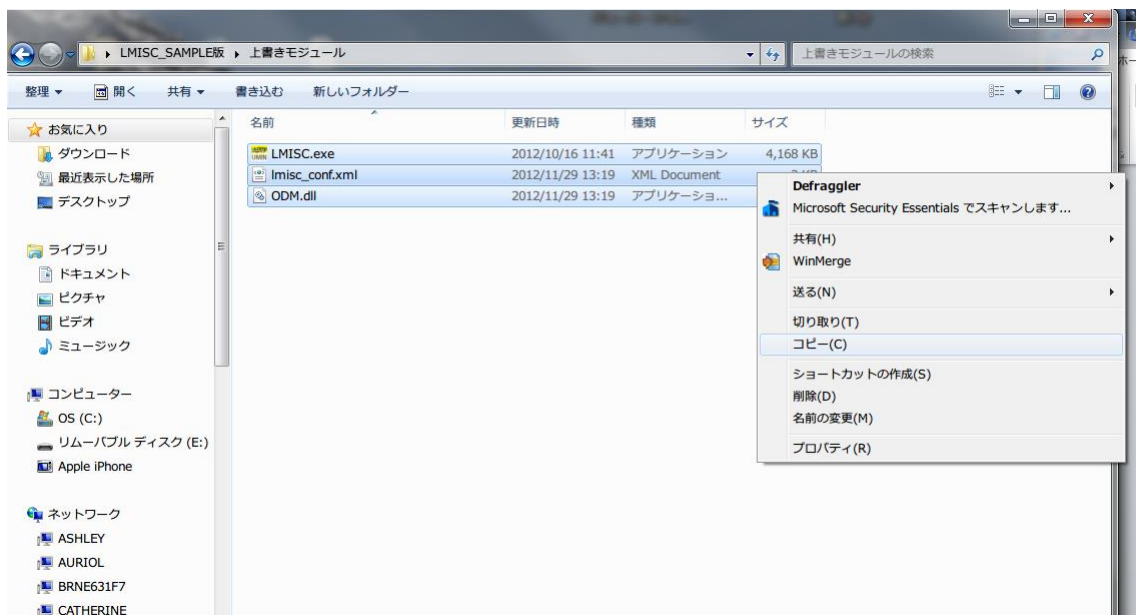 LMISC_SAMPLE版 ▸ 上書きモジュール
上書きモジュールの検索
整理 開く 共有 書き込む 新しいフォルダー
名前 更新日時 種類 サイズ
LMISC.exe 2012/10/16 11:41 アプリケーション 4,168 KB
lmisc_conf.xml 2012/11/29 13:19 XML Document
ODM.dll 2012/11/29 13:19 アプリケーショ...
お気に入り
ダウンロード
最近表示した場所
デスクトップ
ライブラリ
ドキュメント
ピクチャ
ビデオ
ミュージック
コンピューター
OS (C:)
リムーバブル ディスク (E:)
Apple iPhone
ネットワーク
ASHLEY
AURIOL
BRNE631F7
CATHERINE
Defraggler
Microsoft Security Essentials でスキャンします...
共有(H)
WinMerge
送る(N)
切り取り(T)
コピー(C)
ショートカットの作成(S)
削除(D)
名前の変更(M)
プロパティ(R)